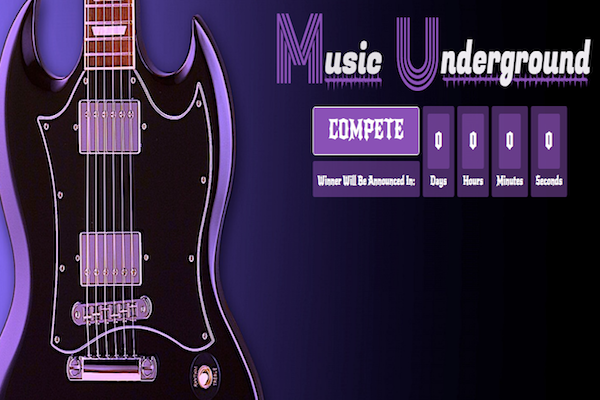 Music Underground
COMPETE
0 0 0 0
Winner Will Be Announced In: Days Hours Minutes Seconds